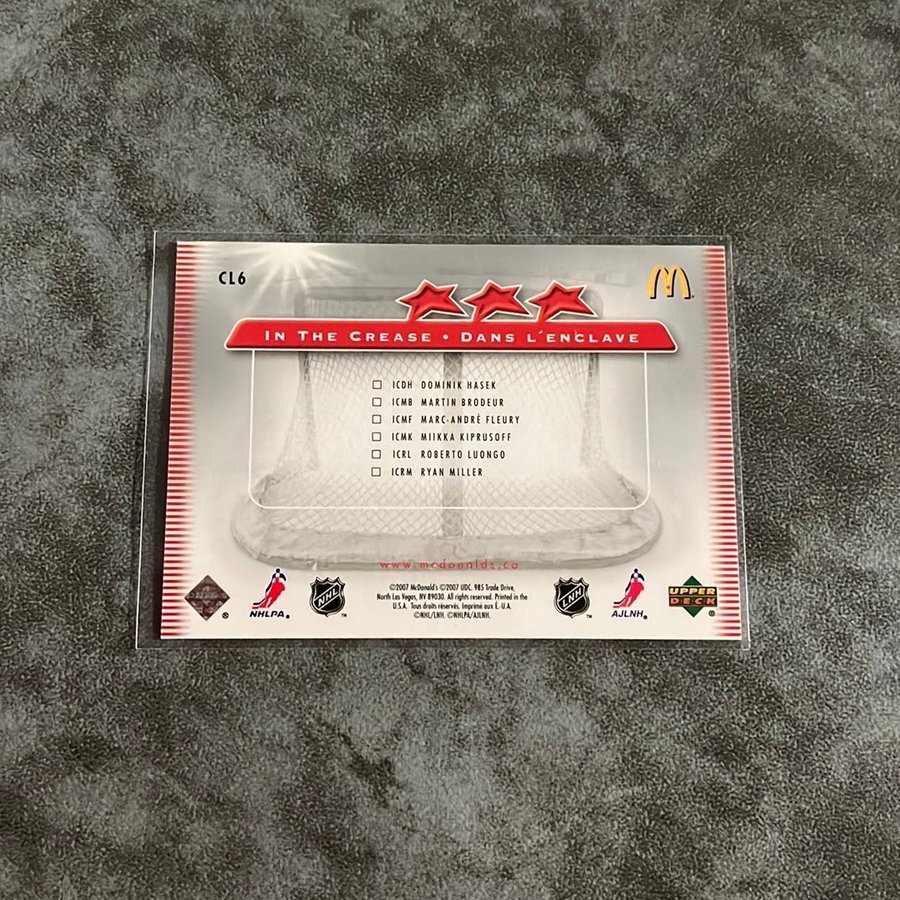 CL6
M
IN THE CREASE • DANS L'ENCLAVE
☐ ICDH DOMINIK HASEK
☐ ICMB MARTIN BRODEUR
☐ ICMF MARC-ANDRÉ FLEURY
☐ ICMK MIIKKA KIPRUSOFF
☐ ICRL ROBERTO LUONGO
☐ ICRM RYAN MILLER
www.mcdonalds.ca
©2007 McDonald's ©2007 UDC, 985 Trade Drive,
North Las Vegas, NV 89030. All rights reserved. Printed in the
U.S.A. Tous droits réservés. Imprimé aux É.-U.A.
©NHL/LNH. ©NHLPA/AJLNH.
®
NHLPA®
NHL™
LNH™
AJLNH®
UPPER
DECK®